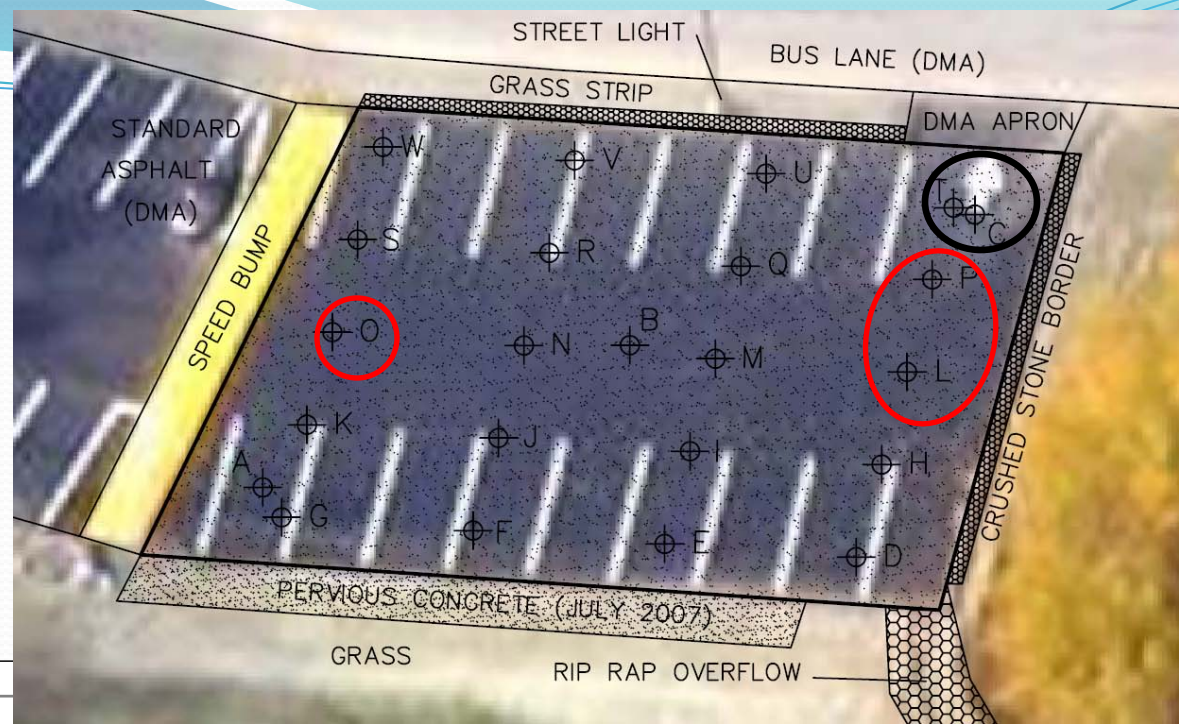 STREET LIGHT
BUS LANE (DMA)
GRASS STRIP
DMA APRON
STANDARD
ASPHALT
(DMA)
SPEED BUMP
W
V
U
T
C
S
R
Q
P
O
N
B
M
L
K
J
I
H
A
G
F
E
D
CRUSHED STONE BORDER
PERVIOUS CONCRETE (JULY 2007)
GRASS
RIP RAP OVERFLOW